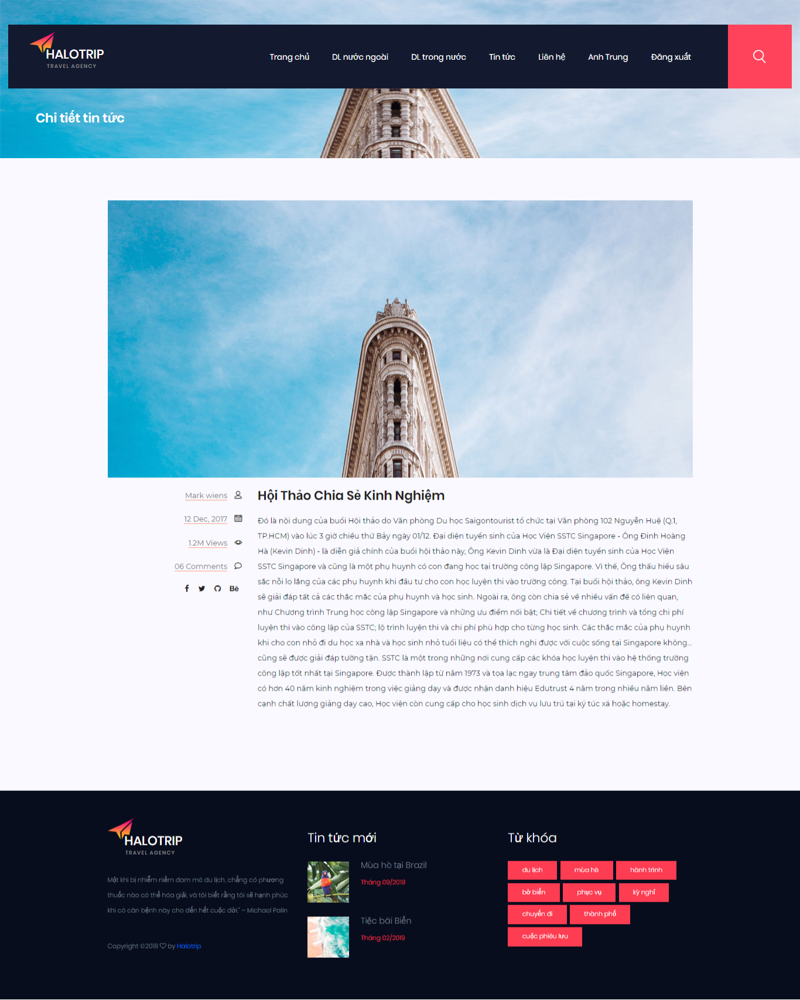 HALOTRIP
TRAVEL AGENCY
Trang chủ
DL nước ngoài
DL trong nước
Tin tức
Liên hệ
Anh Trung
Đăng xuất
Chi tiết tin tức
Mark wiens
12 Dec, 2017
1.2M Views
06 Comments
Bē
Hội Thảo Chia Sẻ Kinh Nghiệm
Đó là nội dung của buổi Hội thảo do Văn phòng Du học Saigontourist tổ chức tại Văn phòng 102 Nguyễn Huệ (Q.1,
TP.HCM) vào lúc 3 giờ chiều thứ Bảy ngày 01/12. Đại diện tuyển sinh của Học Viện SSTC Singapore - Ông Đinh Hoàng
Hà (Kevin Dinh) - là diễn giả chính của buổi hội thảo này, Ông Kevin Dinh vừa là Đại diện tuyển sinh của Học Viện
SSTC Singapore và cũng là một phụ huynh có con đang học tại trường công lập Singapore. Vì thế, Ông thấu hiểu sâu
sắc nỗi lo lắng của các phụ huynh khi đầu tư cho con học luyện thi vào trường công. Tại buổi hội thảo, ông Kevin Dinh
sẽ giải đáp tất cả các thắc mắc của phụ huynh và học sinh. Ngoài ra, ông còn chia sẻ về nhiều vấn đề có liên quan,
như Chương trình Trung học công lập Singapore và những ưu điểm nổi bật; Chi tiết về chương trình và tổng chi phí
luyện thi vào công lập của SSTC; lộ trình luyện thi và chi phí phù hợp cho từng học sinh. Các thắc mắc của phụ huynh
khi cho con nhỏ đi du học xa nhà và học sinh nhỏ tuổi liệu có thể thích nghi được với cuộc sống tại Singapore không...
cũng sẽ được giải đáp tường tận. SSTC là một trong những nơi cung cấp các khóa học luyện thi vào hệ thống trường
công lập tốt nhất tại Singapore. Được thành lập từ năm 1973 và tọa lạc ngay trung tâm đảo quốc Singapore, Học viện
có hơn 40 năm kinh nghiệm trong việc giảng dạy và được nhận danh hiệu Edutrust 4 năm trong nhiều năm liền. Bên
cạnh chất lượng giảng dạy cao, Học viện còn cung cấp cho học sinh dịch vụ lưu trú tại ký túc xá hoặc homestay.
HALOTRIP
TRAVEL AGENCY
Một khi bị nhiễm niềm đam mê du lịch, chẳng có phương
thuốc nào có thể hóa giải, và tôi biết rằng tôi sẽ hạnh phúc
khi có căn bệnh này cho đến hết cuộc đời." – Michael Palin
Copyright ©2018 ♡ by Halotrip
Tin tức mới
Mùa hè tại Brazil
Tháng 09/2019
Tiệc bãi Biển
Tháng 02/2019
Từ khóa
du lịch
mùa hè
hành trình
bờ biển
phục vụ
kỳ nghỉ
chuyến đi
thành phố
cuộc phiêu lưu